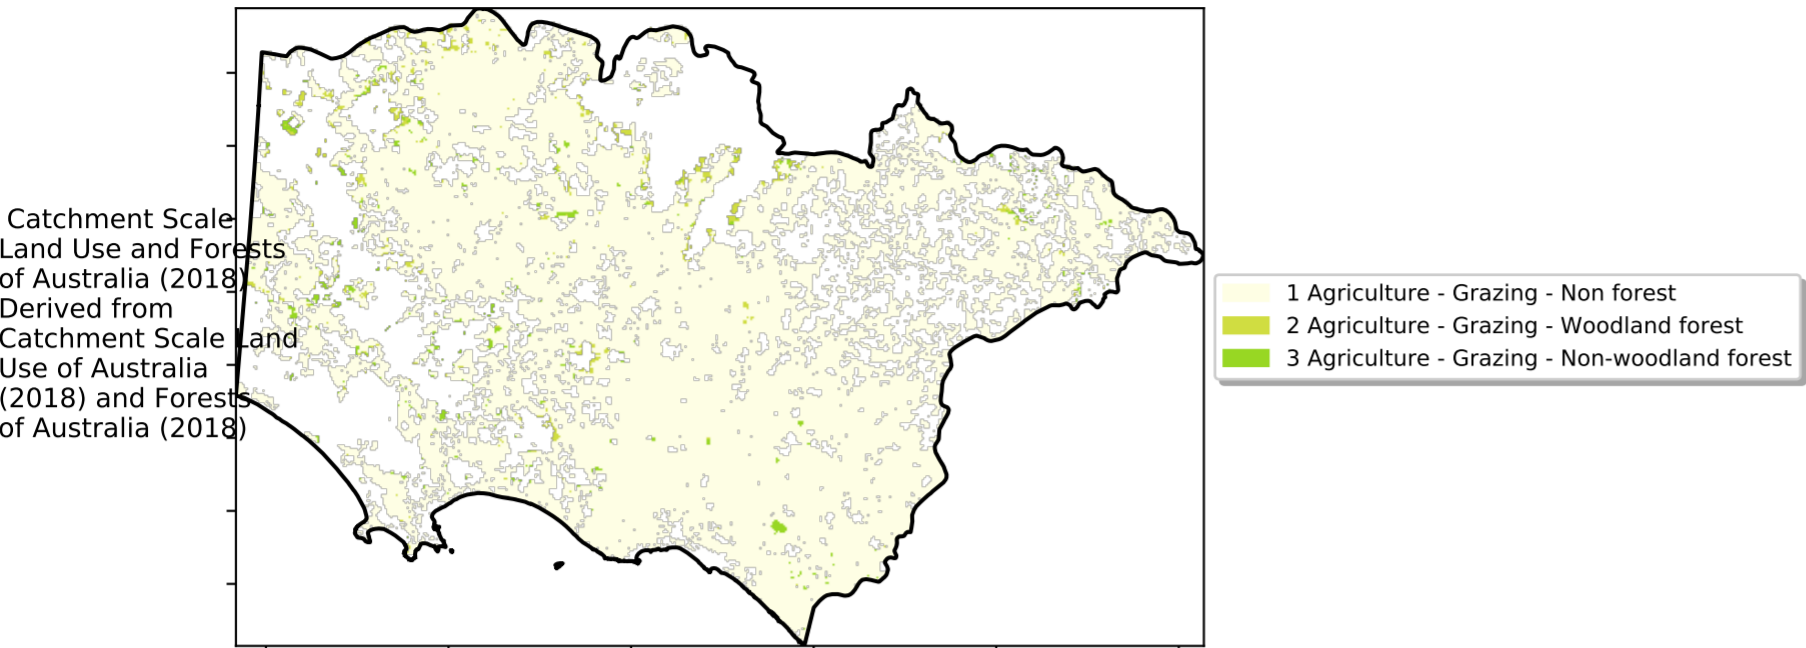 Catchment Scale
Land Use and Forests
of Australia (2018)
Derived from
Catchment Scale Land
Use of Australia
(2018) and Forests
of Australia (2018)
1 Agriculture - Grazing - Non forest
2 Agriculture - Grazing - Woodland forest
3 Agriculture - Grazing - Non-woodland forest